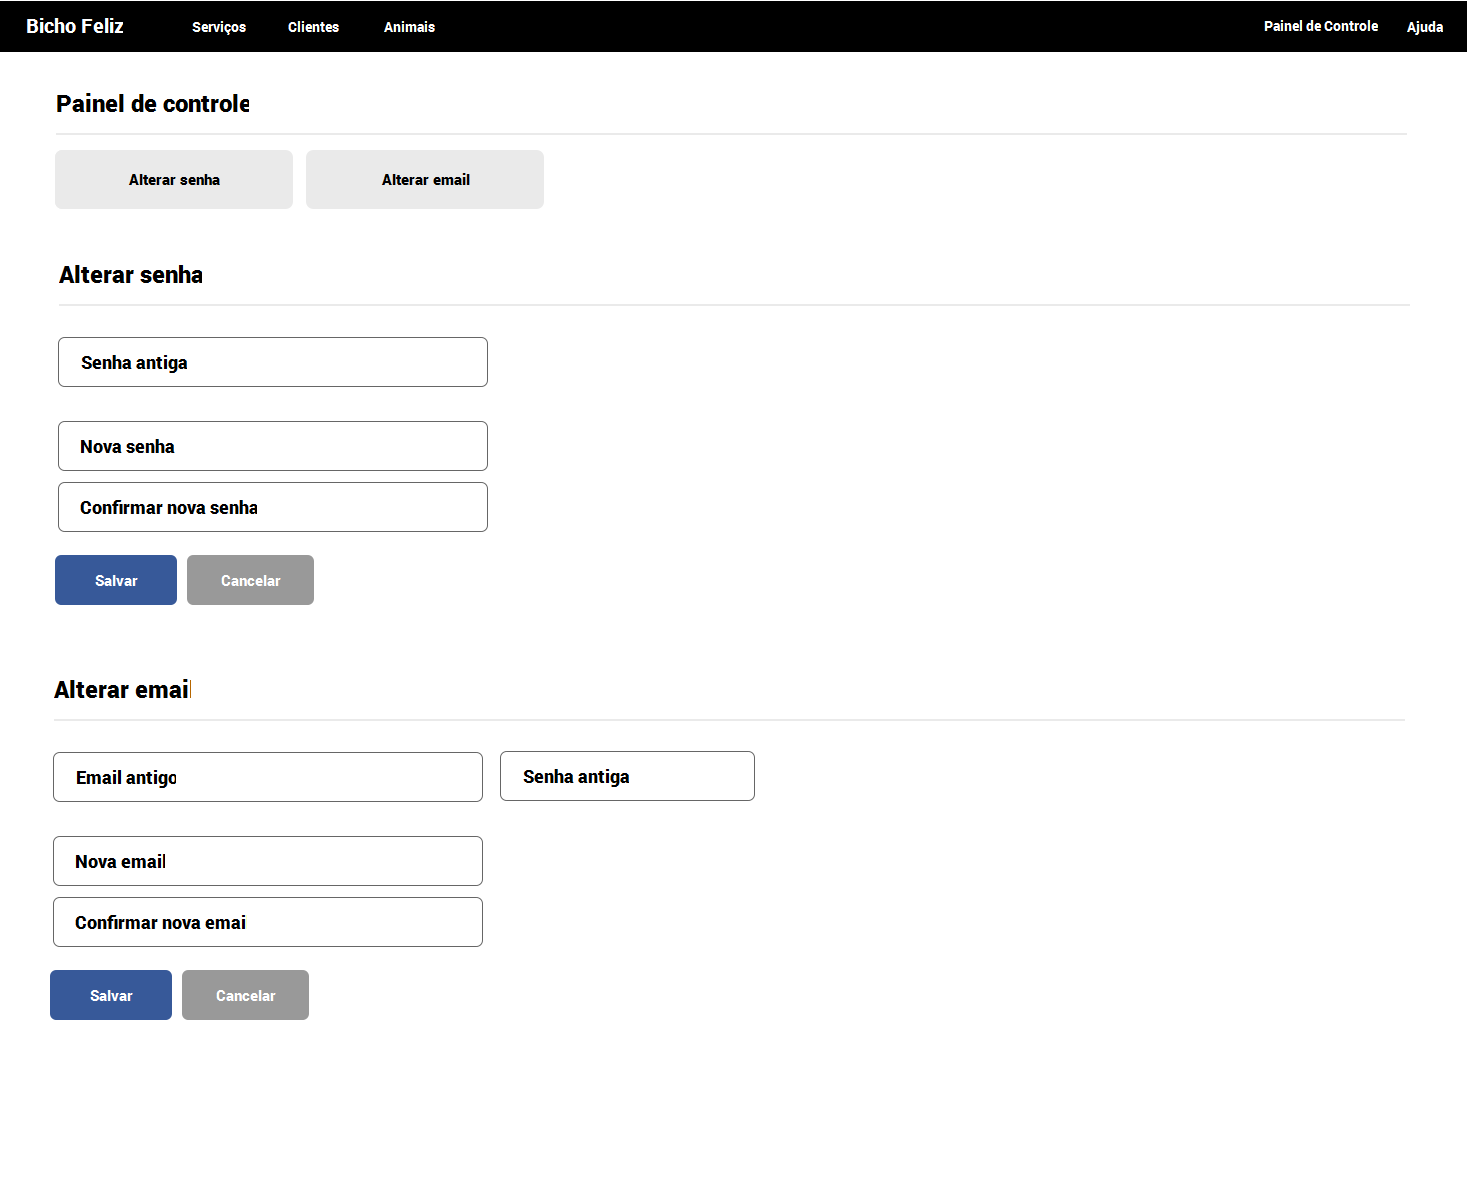 Bicho Feliz Serviços Clientes Animais Painel de Controle Ajuda
Painel de controle
Alterar senha Alterar email
Alterar senha
Senha antiga
Nova senha
Confirmar nova senha
Salvar Cancelar
Alterar email
Email antigo Senha antiga
Nova email
Confirmar nova emai
Salvar Cancelar